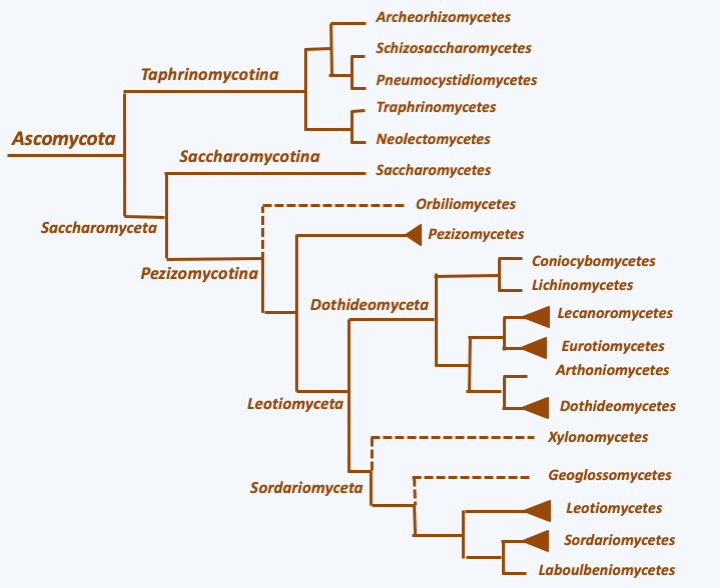 Archeorhizomycetes
Schizosaccharomycetes
Taphrinomycotina
Pneumocystidiomycetes
Traphrinomycetes
Ascomycota
Neolectomycetes
Saccharomycotina
Saccharomycetes
Orbiliomycetes
Saccharomyceta
Pezizomycetes
Pezizomycotina
Coniocybomycetes
Lichinomycetes
Dothideomyceta
Lecanoromycetes
Eurotiomycetes
Arthoniomycetes
Leotiomyceta
Dothideomycetes
Xylonomycetes
Geoglossomycetes
Sordariomyceta
Leotiomycetes
Sordariomycetes
Laboulbeniomycetes